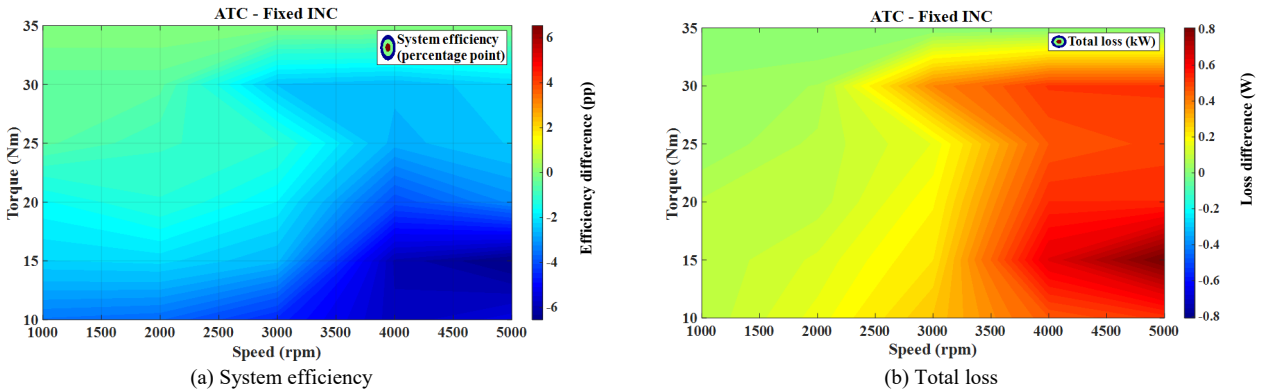 ATC - Fixed INC
System efficiency
(percentage point)
35
30
25
20
15
10
Torque (Nm)
1000 1500 2000 2500 3000 3500 4000 4500 5000
Speed (rpm)
6
4
2
0
-2
-4
-6
Efficiency difference (pp)
(a) System efficiency
ATC - Fixed INC
Total loss (kW)
35
30
25
20
15
10
Torque (Nm)
1000 1500 2000 2500 3000 3500 4000 4500 5000
Speed (rpm)
0.8
0.6
0.4
0.2
0
-0.2
-0.4
-0.6
-0.8
Loss difference (W)
(b) Total loss